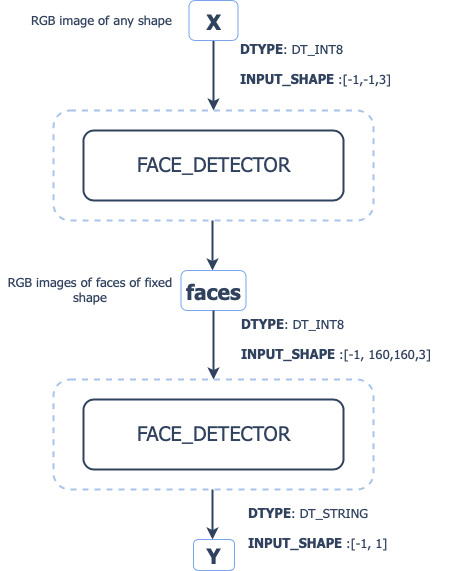 RGB image of any shape
X
DTYPE: DT_INT8
INPUT_SHAPE :[-1,-1,3]
FACE_DETECTOR
RGB images of faces of fixed
shape
faces
DTYPE: DT_INT8
INPUT_SHAPE :[-1, 160,160,3]
FACE_DETECTOR
DTYPE: DT_STRING
INPUT_SHAPE :[-1, 1]
Y